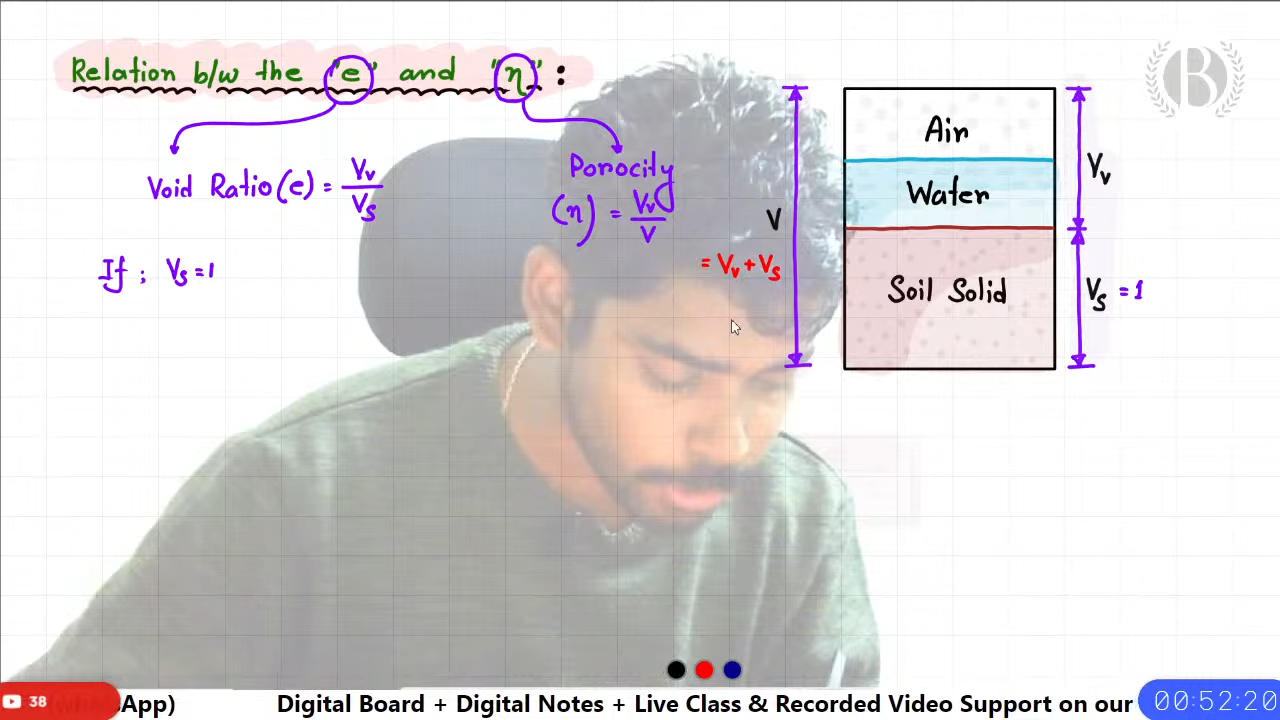 Relation b/w the "e" and "η" :
Void Ratio(e) = Vv/Vs
Porocity
(η) = Vv/V
If ; Vs = 1
V
= Vv + Vs
Air
Water
Soil Solid
Vv
Vs = 1
B
38
App)
Digital Board + Digital Notes + Live Class & Recorded Video Support on our
00:52:20